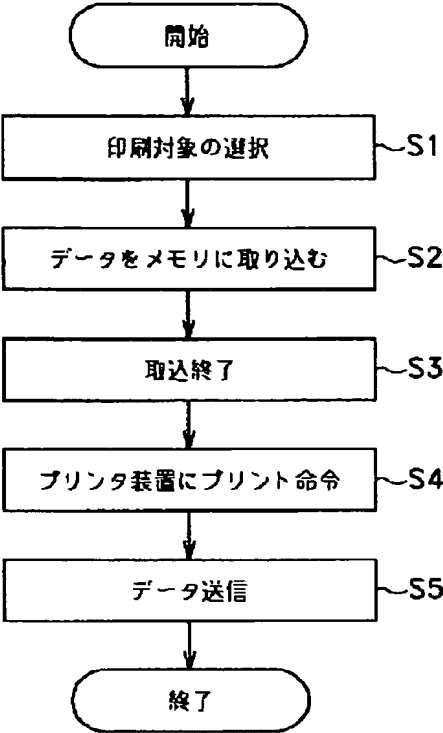 開始
印刷対象の選択 S1
データをメモリに取り込む S2
取込終了 S3
プリンタ装置にプリント命令 S4
データ送信 S5
終了